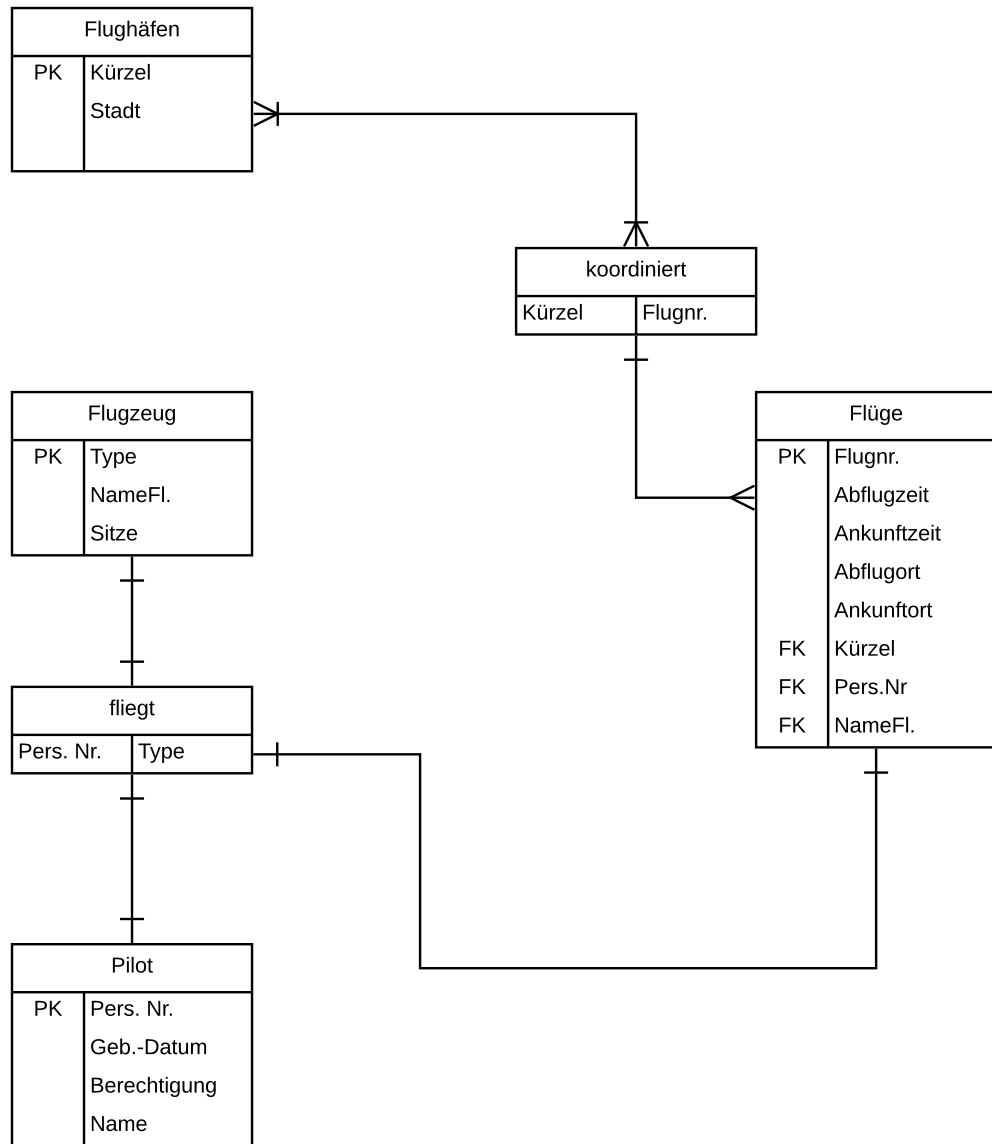 Flughäfen
PK Kürzel
Stadt
koordiniert
Kürzel Flugnr.
Flugzeug
PK Type
NameFl.
Sitze
Flüge
PK Flugnr.
Abflugzeit
Ankunftzeit
Abflugort
Ankunftort
FK Kürzel
FK Pers.Nr
FK NameFl.
fliegt
Pers. Nr. Type
Pilot
PK Pers. Nr.
Geb.-Datum
Berechtigung
Name